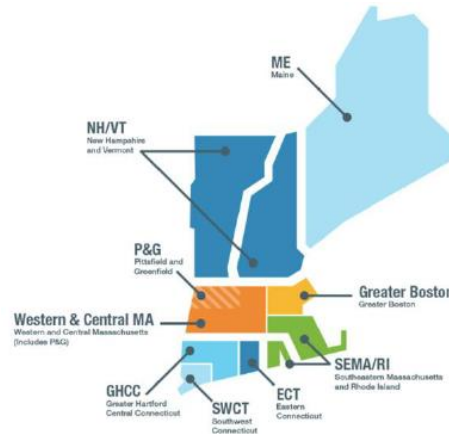 ME
Maine
NH/VT
New Hampshire
and Vermont
P&G
Pittsfield and
Greenfield
Greater Boston
Greater Boston
Western & Central MA
Western and Central Massachusetts
(Includes P&G)
SEMA/RI
Southeastern Massachusetts
and Rhode Island
GHCC
Greater Hartford
Central Connecticut
SWCT
Southwest
Connecticut
ECT
Eastern
Connecticut